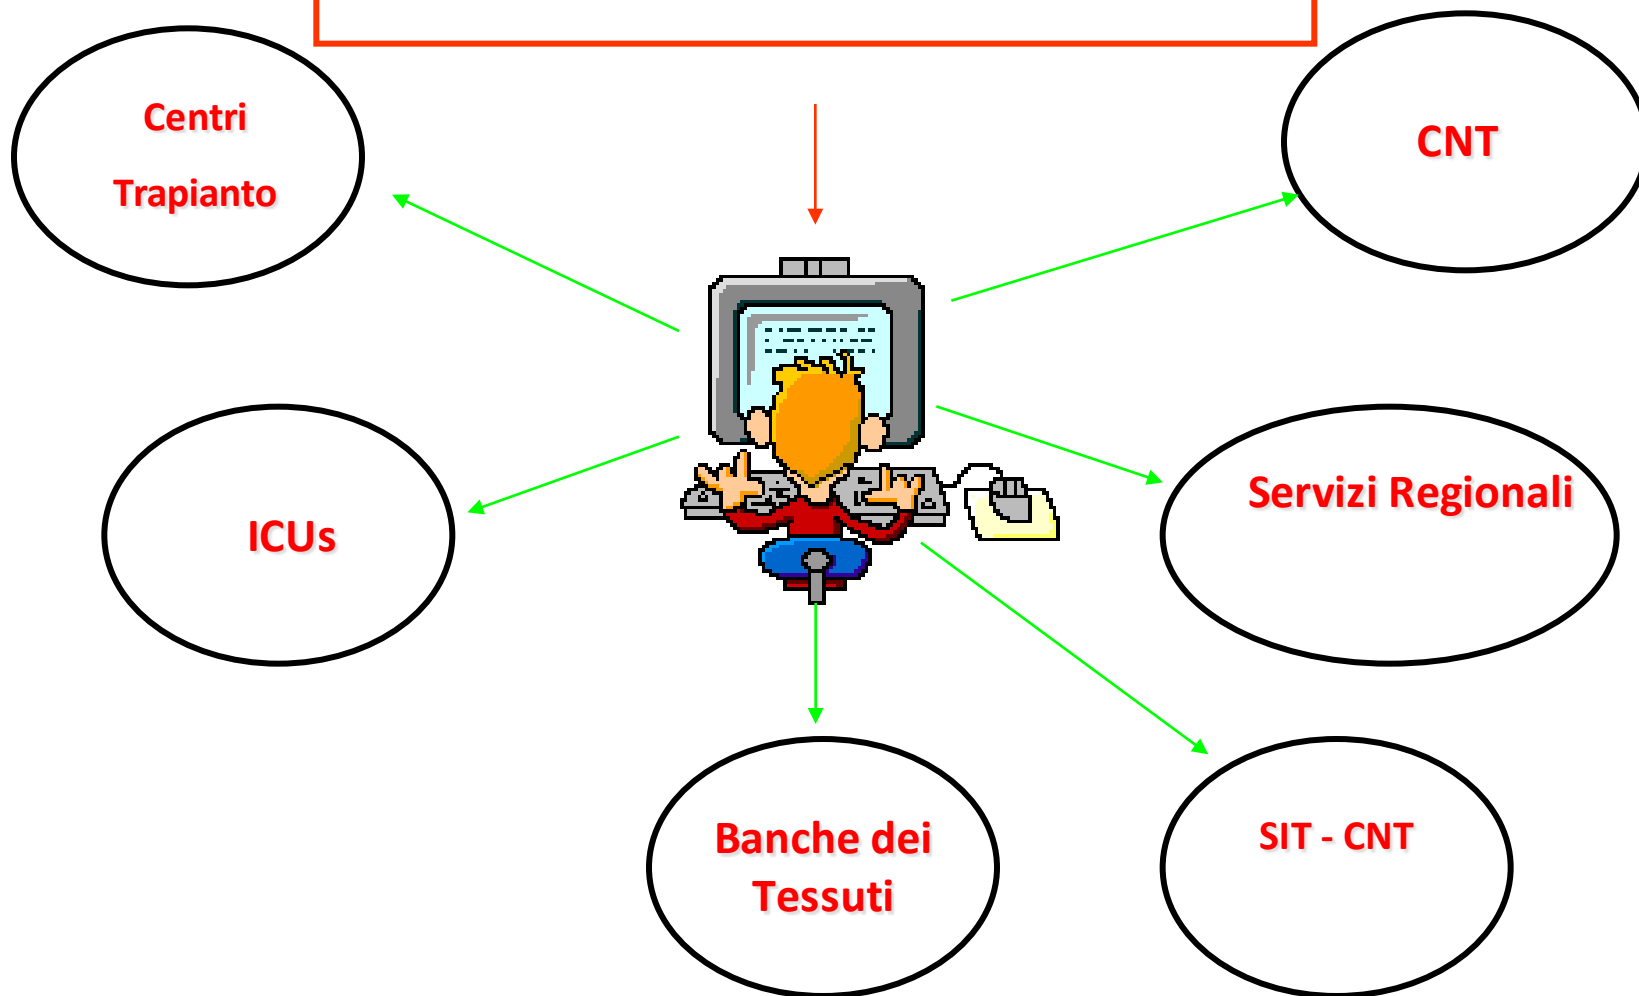 Centri
Trapianto
CNT
ICUs
Servizi Regionali
Banche dei
Tessuti
SIT - CNT